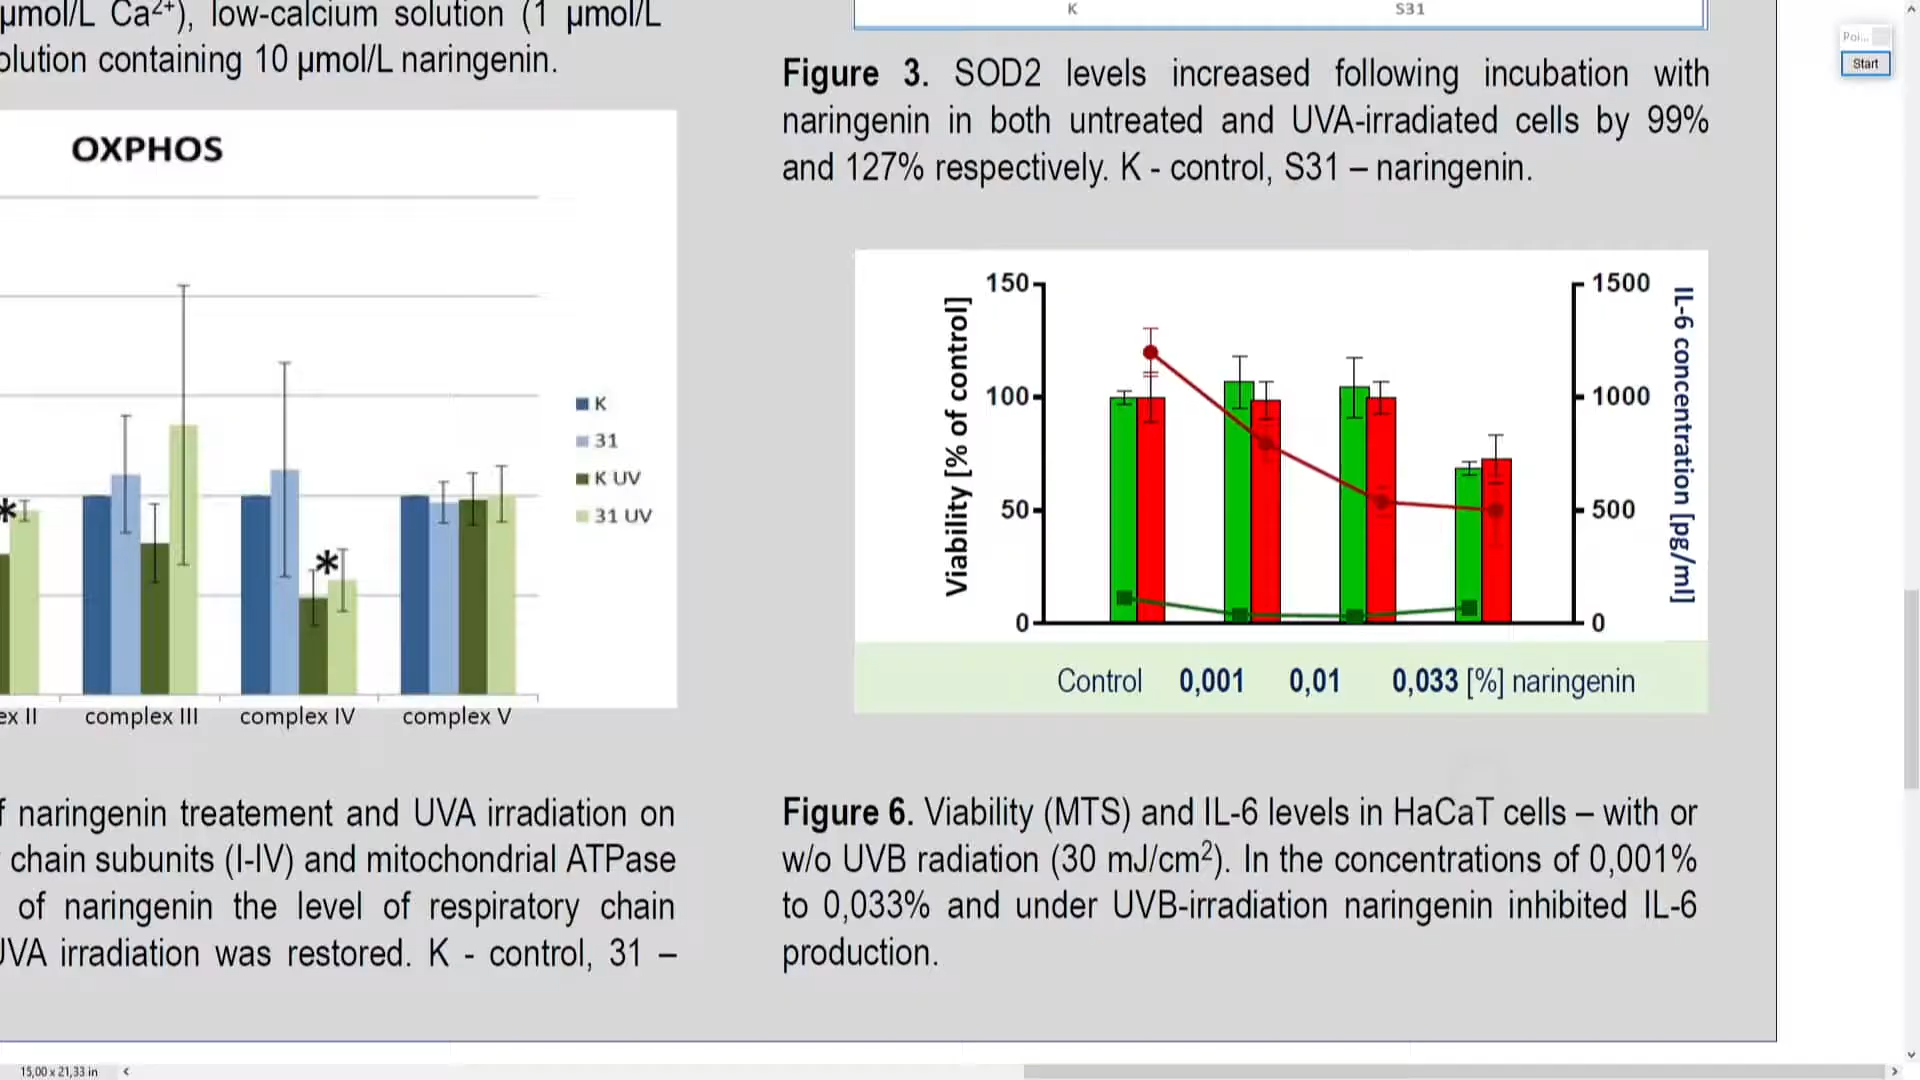 µmol/L Ca²⁺), low-calcium solution (1 µmol/L
olution containing 10 µmol/L naringenin.
OXPHOS
K
31
K UV
31 UV
*
*
ex II
complex III
complex IV
complex V
f naringenin treatement and UVA irradiation on
chain subunits (I-IV) and mitochondrial ATPase
of naringenin the level of respiratory chain
UVA irradiation was restored. K - control, 31 –
K
S31
Figure 3. SOD2 levels increased following incubation with
naringenin in both untreated and UVA-irradiated cells by 99%
and 127% respectively. K - control, S31 – naringenin.
Viability [% of control]
150
100
50
0
1500
1000
500
0
IL-6 concentration [pg/ml]
Control 0,001 0,01 0,033 [%] naringenin
Figure 6. Viability (MTS) and IL-6 levels in HaCaT cells – with or
w/o UVB radiation (30 mJ/cm²). In the concentrations of 0,001%
to 0,033% and under UVB-irradiation naringenin inhibited IL-6
production.
Poi...
Start
15,00 x 21,33 in